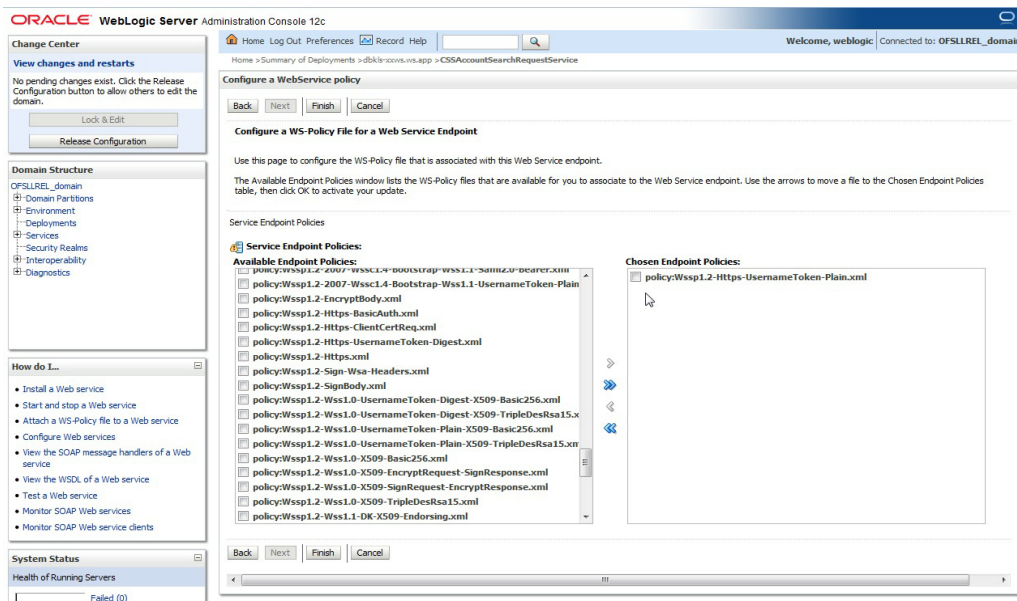 ORACLE WebLogic Server Administration Console 12c
Change Center
View changes and restarts
No pending changes exist. Click the Release
Configuration button to allow others to edit the
domain.
Lock & Edit
Release Configuration
Domain Structure
OFSLLREL_domain
Domain Partitions
Environment
Deployments
Services
Security Realms
Interoperability
Diagnostics
How do I...
Install a Web service
Start and stop a Web service
Attach a WS-Policy file to a Web service
Configure Web services
View the SOAP message handlers of a Web
service
View the WSDL of a Web service
Test a Web service
Monitor SOAP Web services
Monitor SOAP Web service clients
System Status
Health of Running Servers
Failed (0)
Home Log Out Preferences Record Help
Welcome, weblogic Connected to: OFSLLREL_domain
Home >Summary of Deployments >dbkls-xxws.ws.app >CSSAccountSearchRequestService
Configure a WebService policy
Back Next Finish Cancel
Configure a WS-Policy File for a Web Service Endpoint
Use this page to configure the WS-Policy file that is associated with this Web Service endpoint.
The Available Endpoint Policies window lists the WS-Policy files that are available for you to associate to the Web Service endpoint. Use the arrows to move a file to the Chosen Endpoint Policies
table, then click OK to activate your update.
Service Endpoint Policies
Service Endpoint Policies:
Available Endpoint Policies:
policy:Wssp1.2-2007-Wssc1.4-Bootstrap-Wss1.1-Saml2.0-Bearer.xml
policy:Wssp1.2-2007-Wssc1.4-Bootstrap-Wss1.1-UsernameToken-Plain
policy:Wssp1.2-EncryptBody.xml
policy:Wssp1.2-Https-BasicAuth.xml
policy:Wssp1.2-Https-ClientCertReq.xml
policy:Wssp1.2-Https-UsernameToken-Digest.xml
policy:Wssp1.2-Https.xml
policy:Wssp1.2-Sign-Wsa-Headers.xml
policy:Wssp1.2-SignBody.xml
policy:Wssp1.2-Wss1.0-UsernameToken-Digest-X509-Basic256.xml
policy:Wssp1.2-Wss1.0-UsernameToken-Digest-X509-TripleDesRsa15.x
policy:Wssp1.2-Wss1.0-UsernameToken-Plain-X509-Basic256.xml
policy:Wssp1.2-Wss1.0-UsernameToken-Plain-X509-TripleDesRsa15.xm
policy:Wssp1.2-Wss1.0-X509-Basic256.xml
policy:Wssp1.2-Wss1.0-X509-EncryptRequest-SignResponse.xml
policy:Wssp1.2-Wss1.0-X509-SignRequest-EncryptResponse.xml
policy:Wssp1.2-Wss1.0-X509-TripleDesRsa15.xml
policy:Wssp1.2-Wss1.1-DK-X509-Endorsing.xml
Chosen Endpoint Policies:
policy:Wssp1.2-Https-UsernameToken-Plain.xml
Back Next Finish Cancel